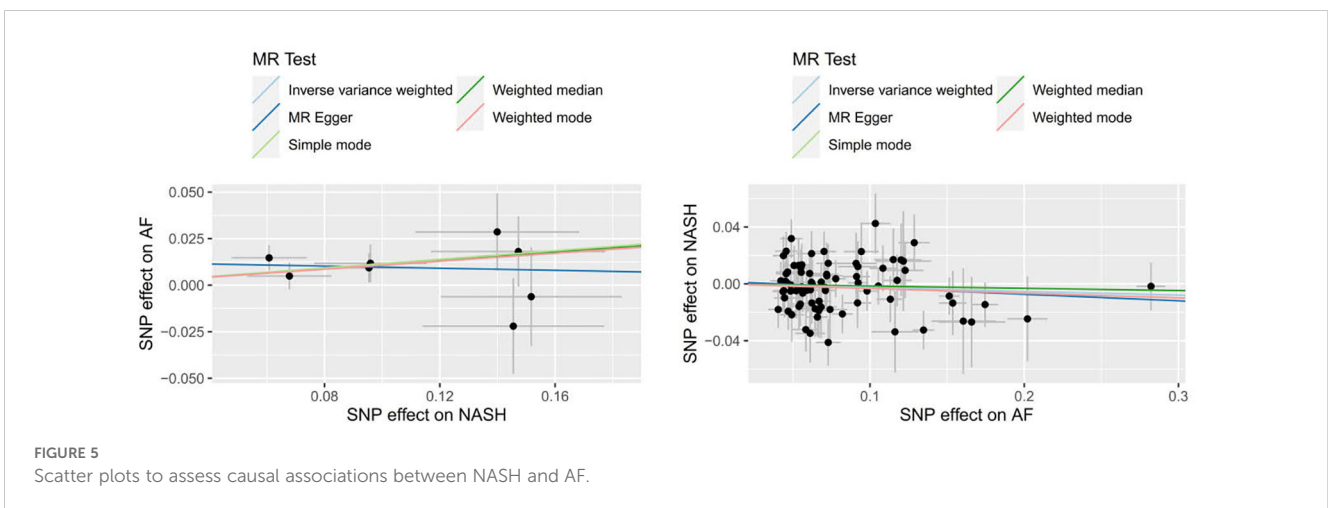 MR Test
Inverse variance weighted
Weighted median
MR Egger
Weighted mode
Simple mode
SNP effect on AF
0.050
0.025
0.000
−0.025
−0.050
0.08
0.12
0.16
SNP effect on NASH
MR Test
Inverse variance weighted
Weighted median
MR Egger
Weighted mode
Simple mode
SNP effect on NASH
0.04
0.00
−0.04
0.1
0.2
0.3
SNP effect on AF
FIGURE 5
Scatter plots to assess causal associations between NASH and AF.